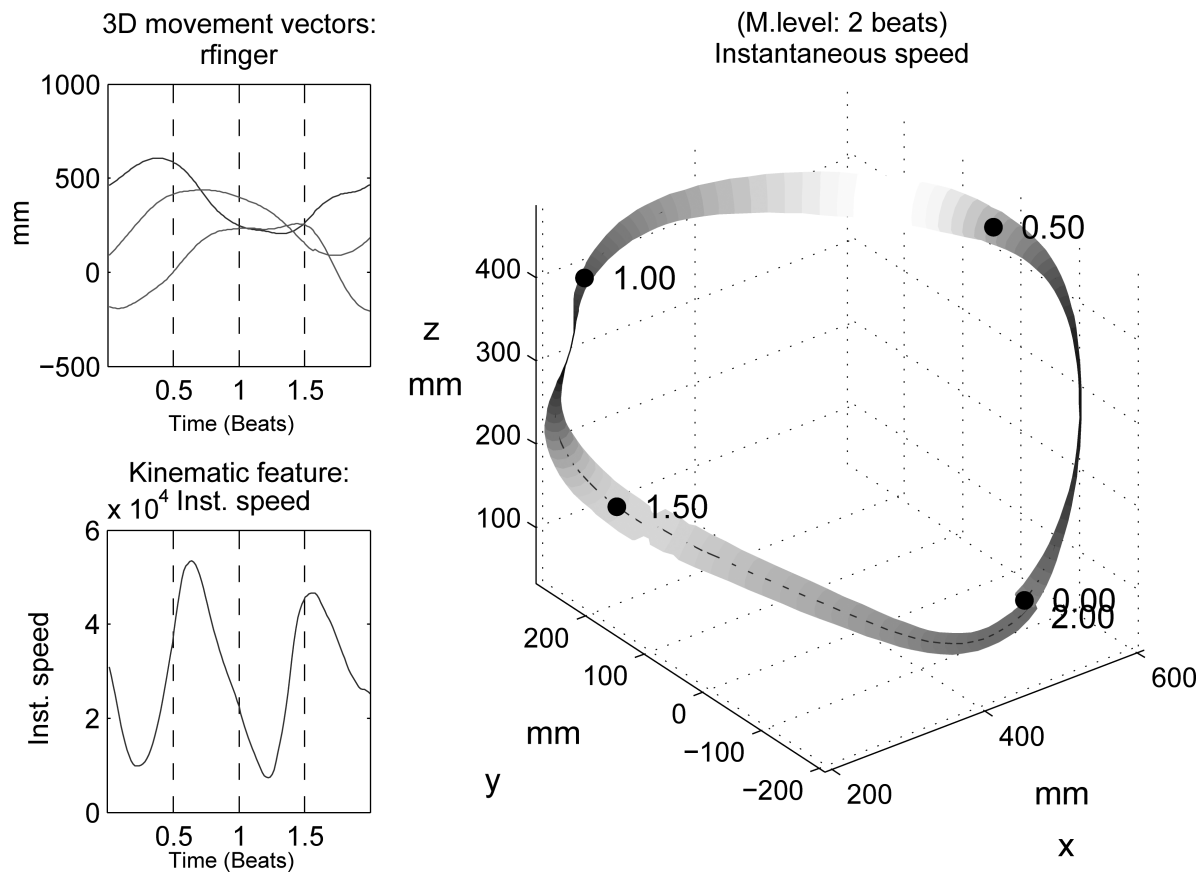 3D movement vectors:
rfinger
1000
500
0
−500
mm
0.5 1 1.5
Time (Beats)
Kinematic feature:
x 10^4 Inst. speed
6
4
2
0
Inst. speed
0.5 1 1.5
Time (Beats)
(M.level: 2 beats)
Instantaneous speed
0.50
1.00
1.50
0.00
2.00
z
mm
400
300
200
100
200
100
0
−100
−200
mm
y
200
400
600
mm
x